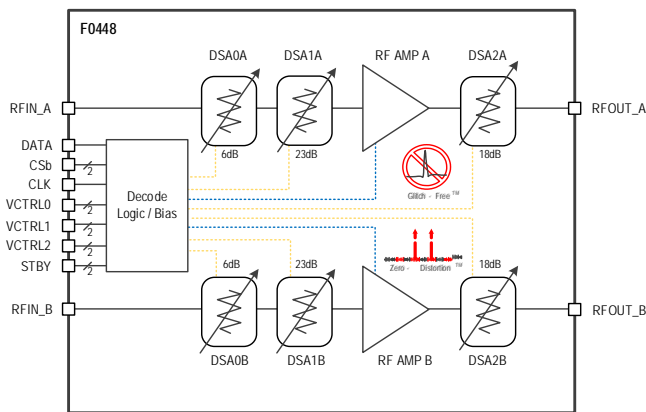 F0448
DSA0A
DSA1A
RF AMP A
DSA2A
RFIN_A
RFOUT_A
6dB
23dB
18dB
DATA
CSb
2
CLK
VCTRL0
2
VCTRL1
2
VCTRL2
2
STBY
2
Decode
Logic / Bias
Glitch - Free™
Zero - Distortion™
6dB
23dB
18dB
RFIN_B
RFOUT_B
DSA0B
DSA1B
RF AMP B
DSA2B